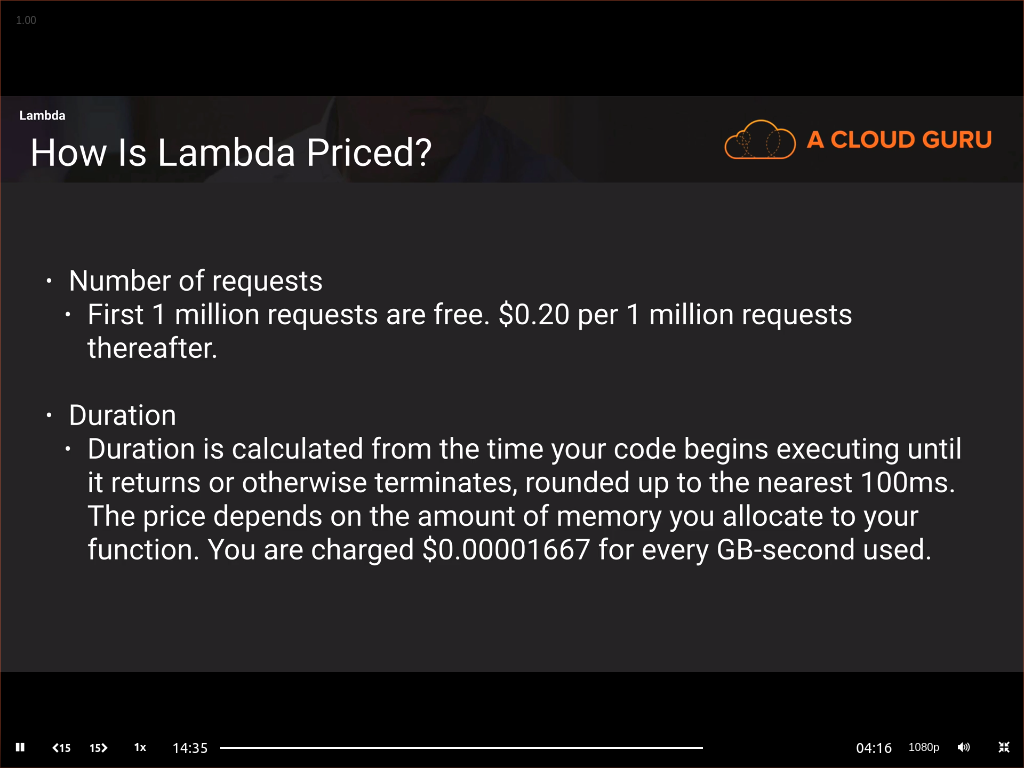 1.00
Lambda
How Is Lambda Priced?
A CLOUD GURU
• Number of requests
• First 1 million requests are free. $0.20 per 1 million requests
thereafter.
• Duration
• Duration is calculated from the time your code begins executing until
it returns or otherwise terminates, rounded up to the nearest 100ms.
The price depends on the amount of memory you allocate to your
function. You are charged $0.00001667 for every GB-second used.
15 15 1x 14:35 04:16 1080p